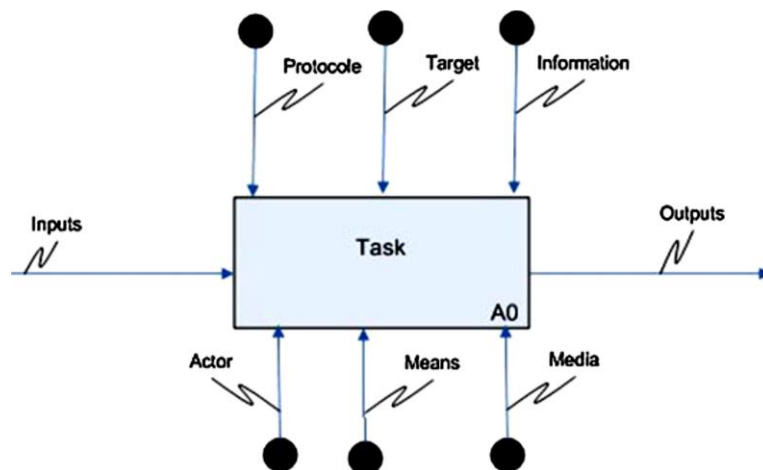 Protocole
Target
Information
Inputs
Outputs
Task
A0
Actor
Means
Media